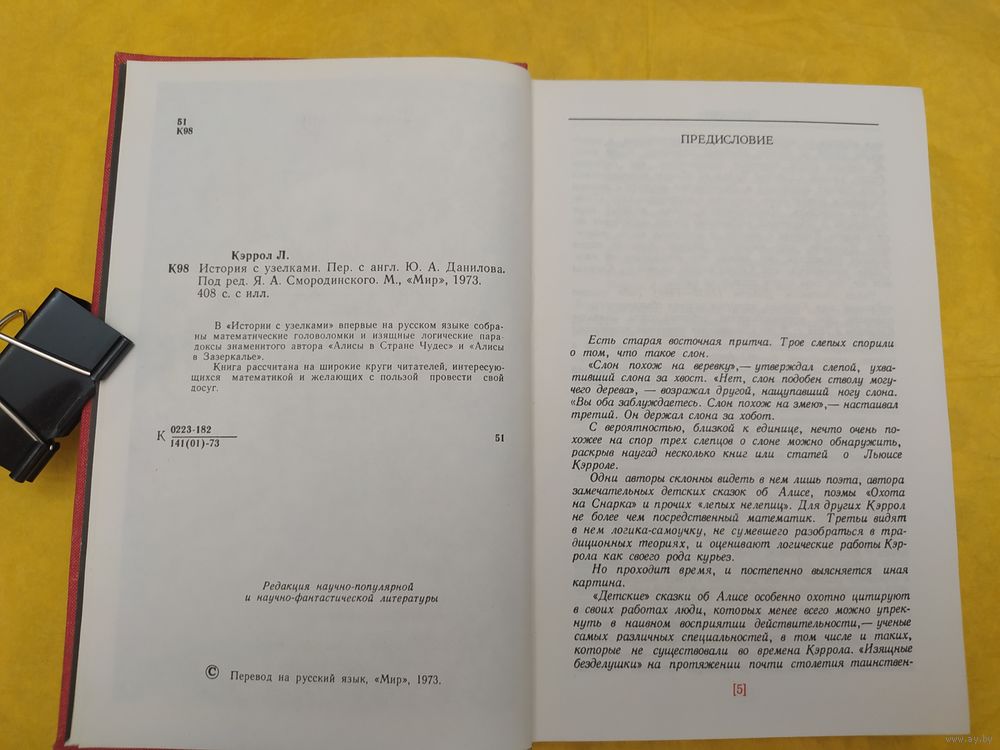 51
К98
Кэррол Л.
К98 История с узелками. Пер. с англ. Ю. А. Данилова.
Под ред. Я. А. Смородинского. М., «Мир», 1973.
408 с. с илл.
В «Истории с узелками» впервые на русском языке собра-
ны математические головоломки и изящные логические пара-
доксы знаменитого автора «Алисы в Стране Чудес» и «Алисы
в Зазеркалье».
Книга рассчитана на широкие круги читателей, интересую-
щихся математикой и желающих с пользой провести свой
досуг.
К 0223-182
141(01)-73
51
Редакция научно-популярной
и научно-фантастической литературы
© Перевод на русский язык, «Мир», 1973.
ПРЕДИСЛОВИЕ
Есть старая восточная притча. Трое слепых спорили
о том, что такое слон.
«Слон похож на веревку»,— утверждал слепой, ухва-
тивший слона за хвост. «Нет, слон подобен стволу могу-
чего дерева», — возражал другой, нащупавший ногу слона.
«Вы оба заблуждаетесь. Слон похож на змею»,— настаивал
третий. Он держал слона за хобот.
С вероятностью, близкой к единице, нечто очень по-
хожее на спор трех слепцов о слоне можно обнаружить,
раскрыв наугад несколько книг или статей о Льюисе
Кэрроле.
Одни авторы склонны видеть в нем лишь поэта, автора
замечательных детских сказок об Алисе, поэмы «Охота
на Снарка» и прочих «лепых нелепиц». Для других Кэррол
не более чем посредственный математик. Третьи видят
в нем логика-самоучку, не сумевшего разобраться в тра-
диционных теориях, и оценивают логические работы Кэр-
рола как своего рода курьез.
Но проходит время, и постепенно выясняется иная
картина.
«Детские» сказки об Алисе особенно охотно цитируют
в своих работах люди, которых менее всего можно упрек-
нуть в наивном восприятии действительности,— ученые
самых различных специальностей, в том числе и таких,
которые не существовали во времена Кэррола. «Изящные
безделушки» на протяжении почти столетия таинствен-
[5]
www.ay.by